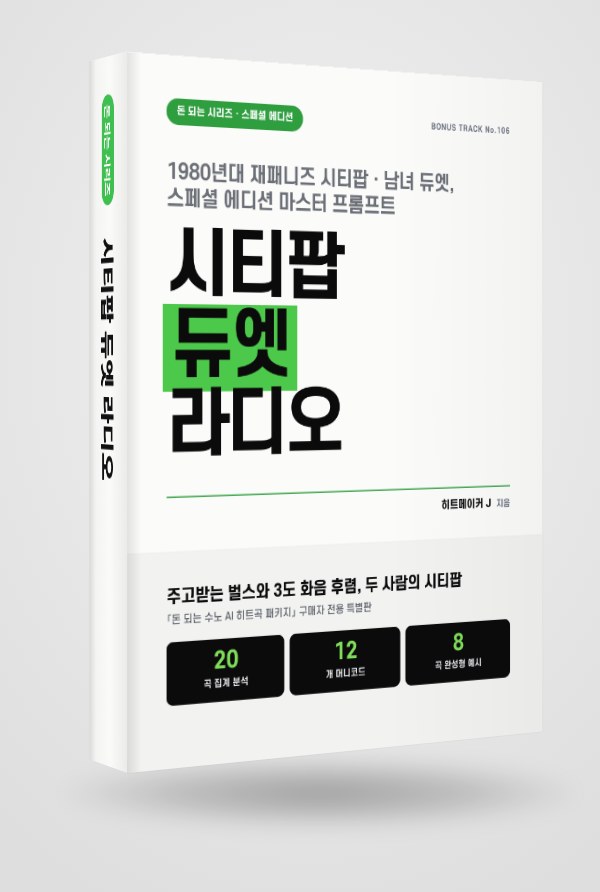 돈 되는 시리즈
시티팝 듀엣 라디오
돈 되는 시리즈 · 스페셜 에디션
BONUS TRACK No.106
1980년대 재패니즈 시티팝 · 남녀 듀엣,
스페셜 에디션 마스터 프롬프트
시티팝
듀엣
라디오
히트메이커 J 지음
주고받는 벌스와 3도 화음 후렴, 두 사람의 시티팝
『돈 되는 수노 AI 히트곡 패키지』 구매자 전용 특별판
20
곡 집계 분석
12
개 머니코드
8
곡 완성형 예시